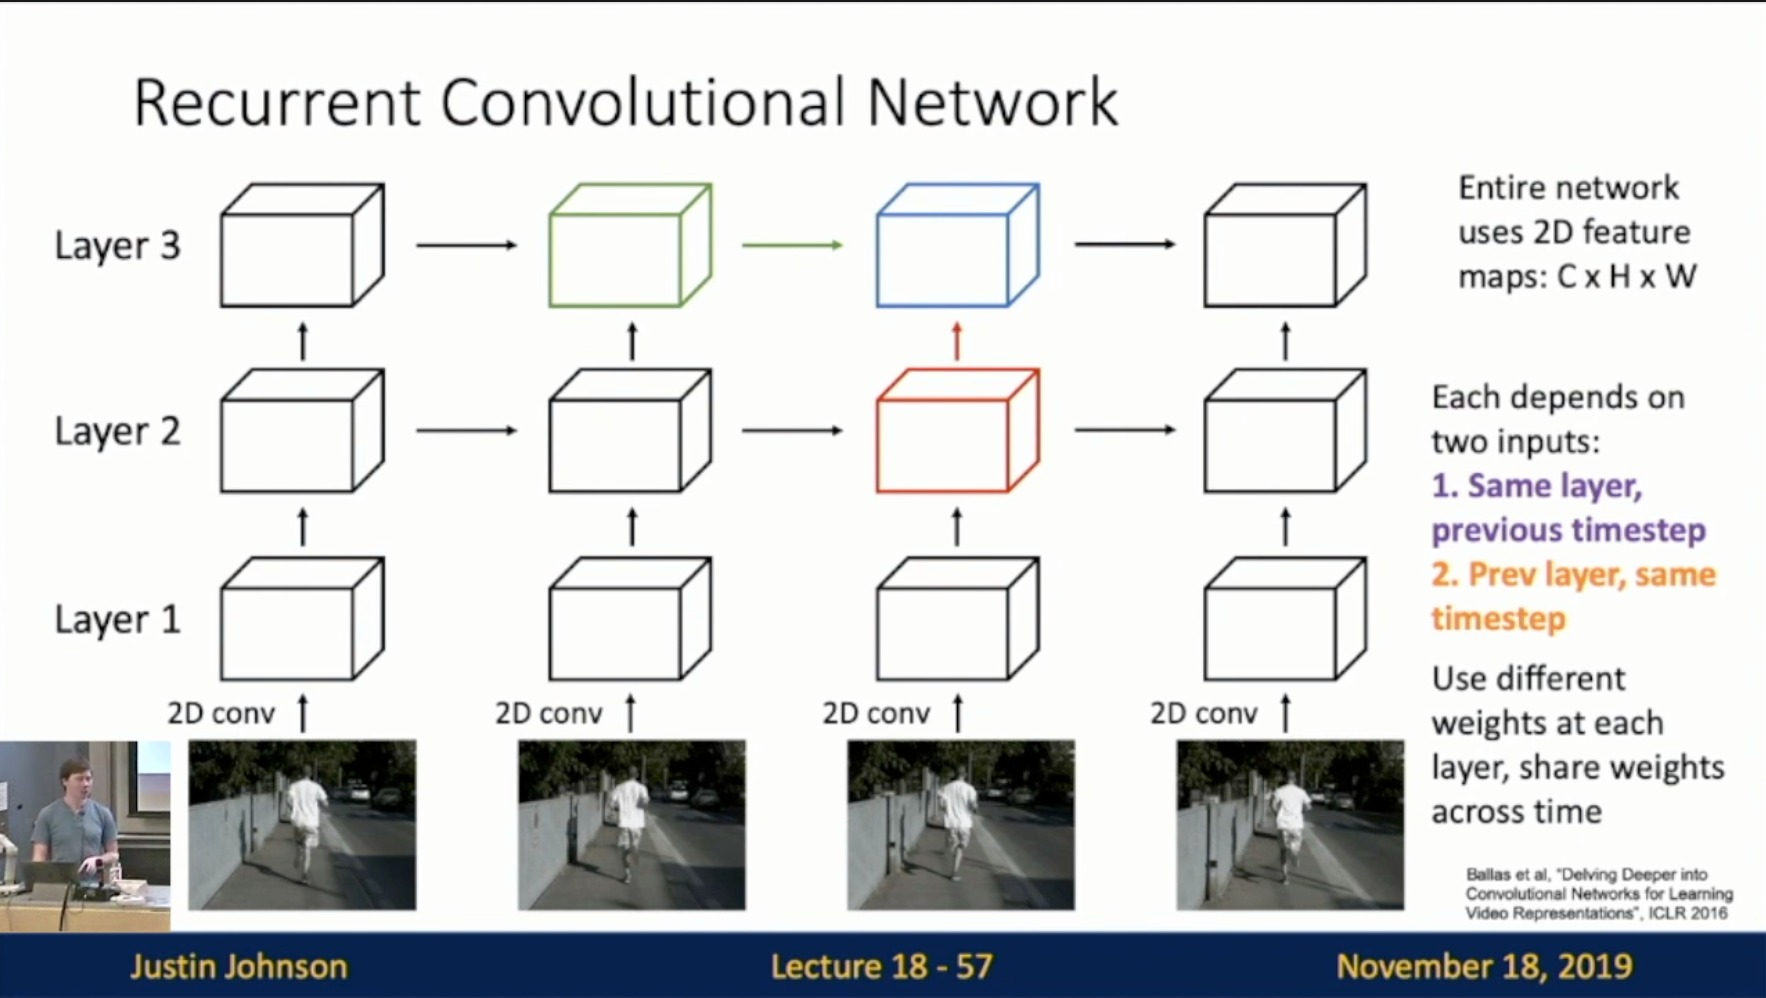 Recurrent Convolutional Network
Layer 3
Entire network
uses 2D feature
maps: C x H x W
Layer 2
Each depends on
two inputs:
1. Same layer,
previous timestep
2. Prev layer, same
timestep
Layer 1
Use different
weights at each
layer, share weights
across time
2D conv
2D conv
2D conv
2D conv
Ballas et al, "Delving Deeper into
Convolutional Networks for Learning
Video Representations", ICLR 2016
Justin Johnson
Lecture 18 - 57
November 18, 2019